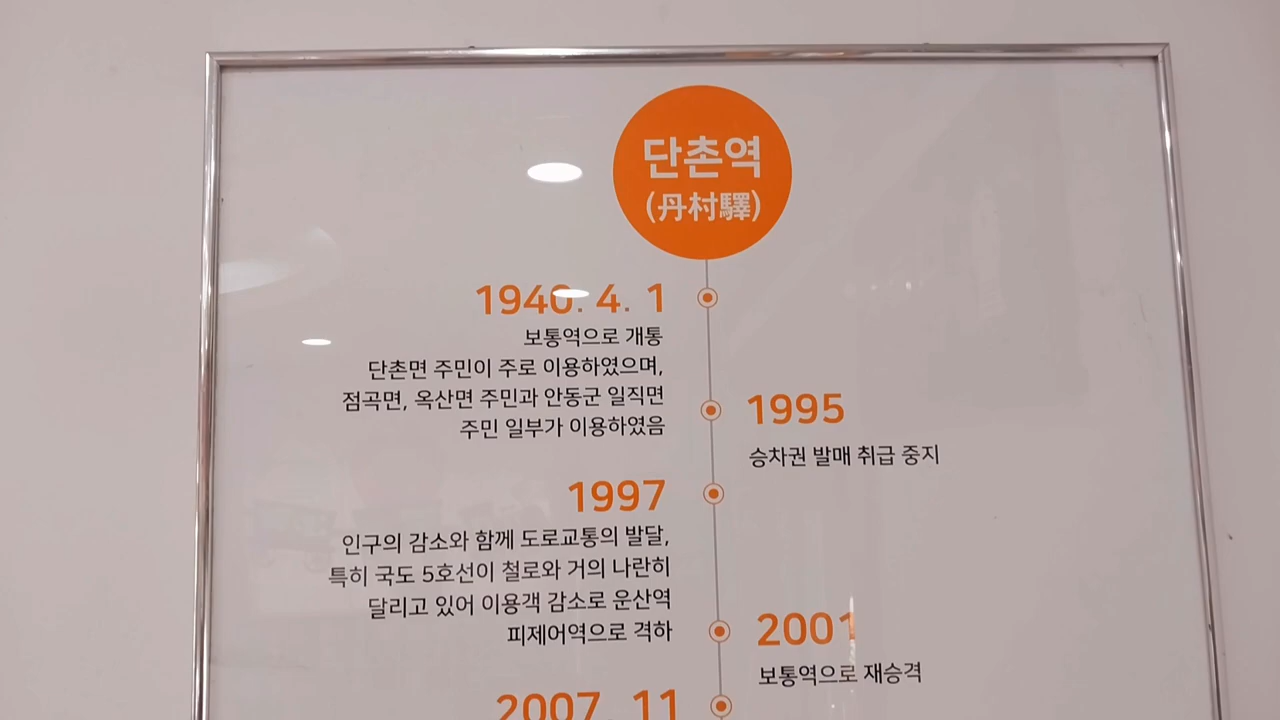 단촌역
(丹村驛)
1940. 4. 1
보통역으로 개통
단촌면 주민이 주로 이용하였으며,
점곡면, 옥산면 주민과 안동군 일직면
주민 일부가 이용하였음
1995
승차권 발매 취급 중지
1997
인구의 감소와 함께 도로교통의 발달,
특히 국도 5호선이 철로와 거의 나란히
달리고 있어 이용객 감소로 운산역
피제어역으로 격하
2001
보통역으로 재승격
2007. 11